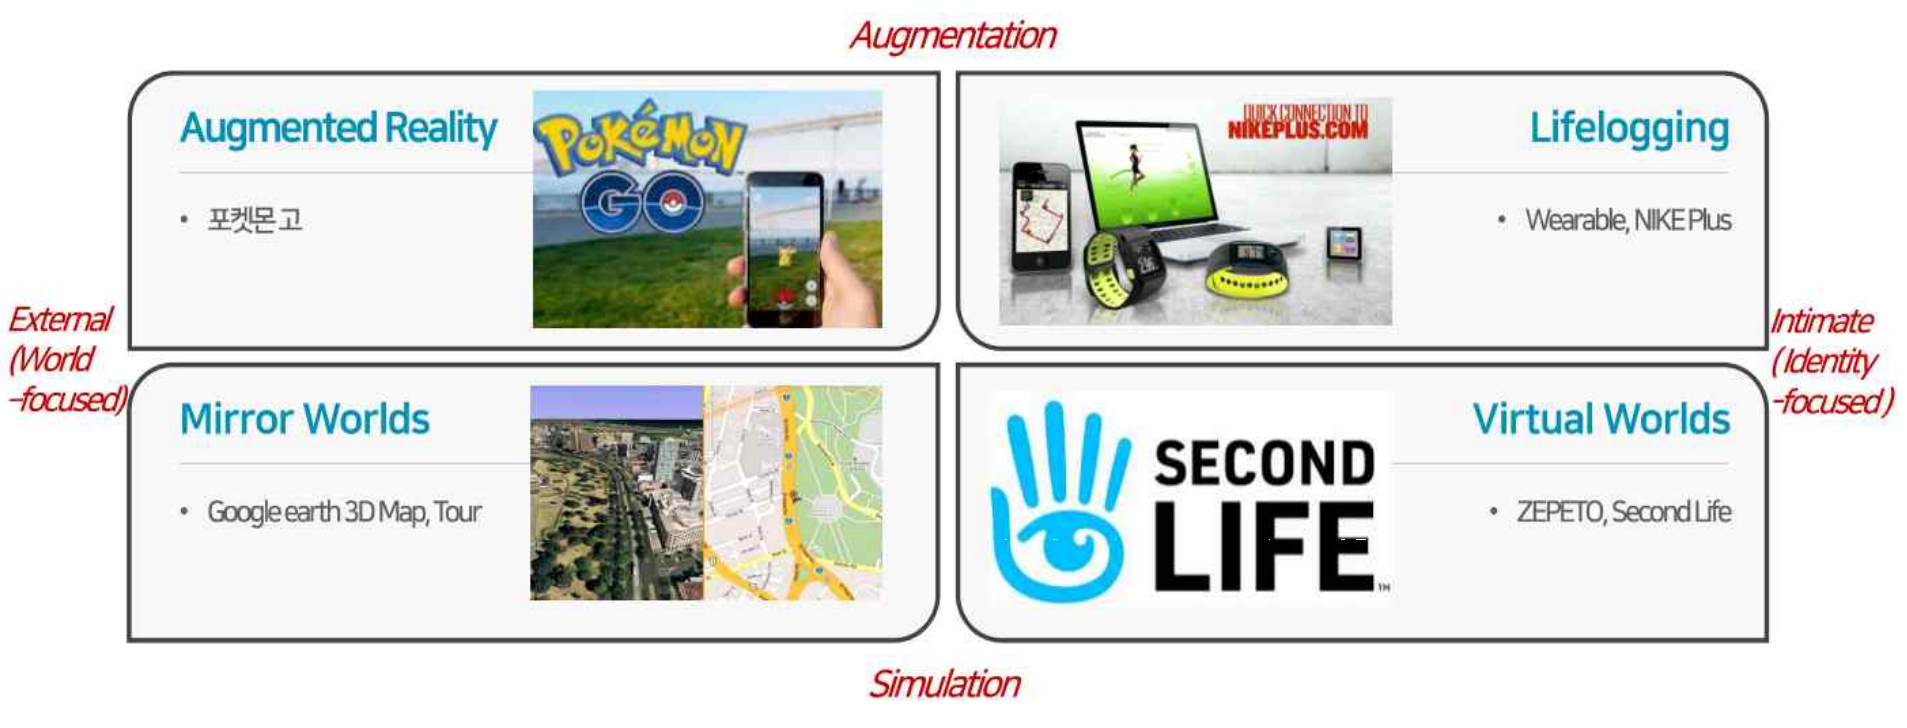 Augmentation
Augmented Reality
• 포켓몬 고
POKéMON
GO
QUICK CONNECTION TO
NIKEPLUS.COM
Lifelogging
• Wearable, NIKE Plus
External
(World
-focused)
Intimate
(Identity
-focused)
Mirror Worlds
• Google earth 3D Map, Tour
SECOND
LIFE™
Virtual Worlds
• ZEPETO, Second Life
Simulation